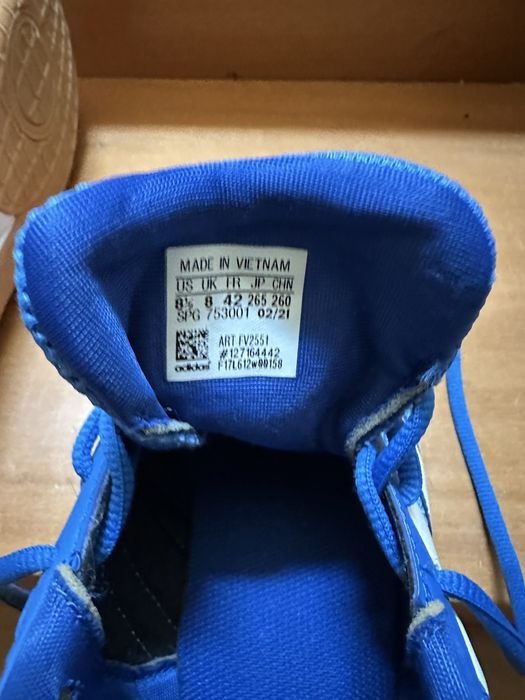 MADE IN VIETNAM
US UK FR JP CHN
8½ 8 42 265 260
SPG 753001 02/21
ART FV2551
#127164442
adidas F17L612W00158